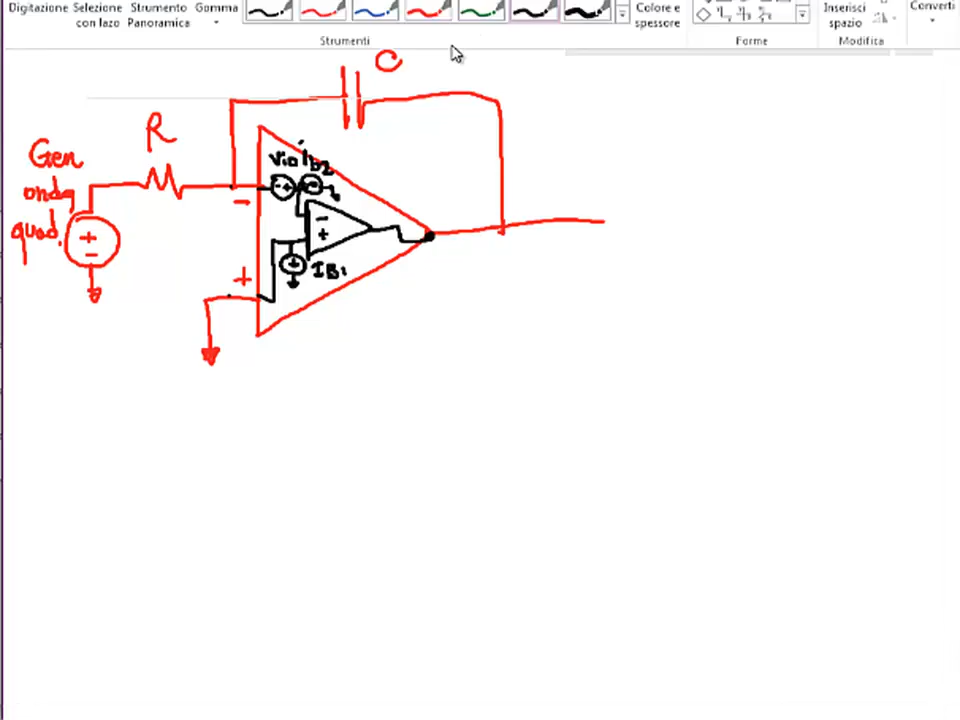 Digitazione Selezione con lazo Strumento Panoramica Gomma
Colore e spessore
Inserisci spazio
Converti
Strumenti
Forme
Modifica
C
R
Gen
onda
quad.
+
−
Vio iB2
−
+
− +
−
+
+
IB1